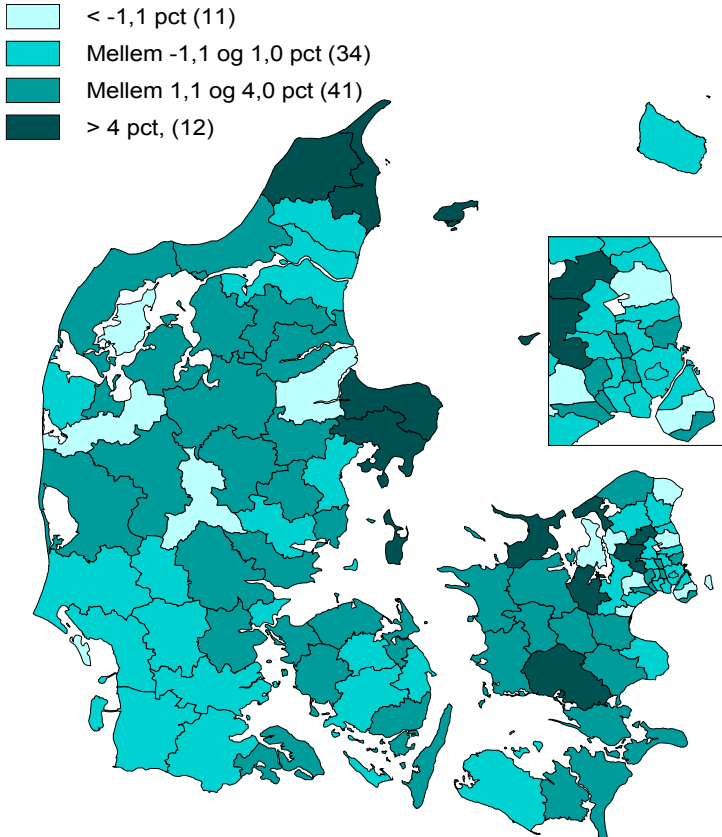 < -1,1 pct (11)
Mellem -1,1 og 1,0 pct (34)
Mellem 1,1 og 4,0 pct (41)
> 4 pct, (12)